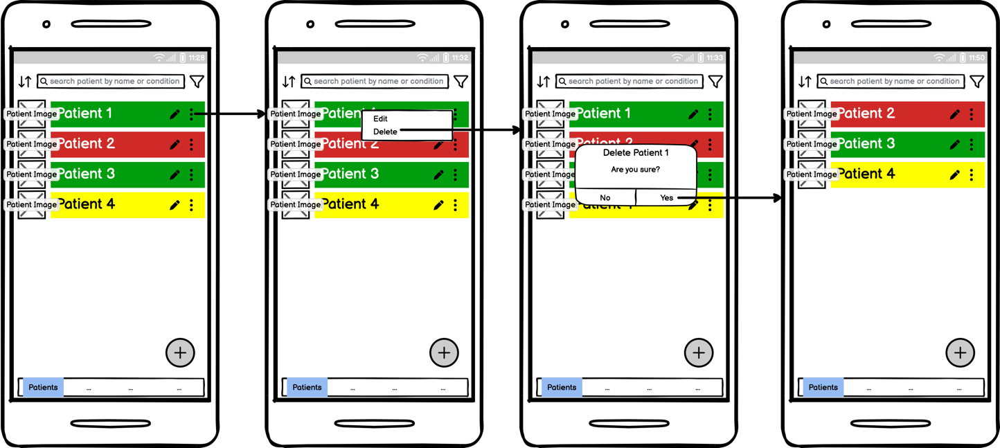 11:28
search patient by name or condition
Patient Image Patient 1
Patient Image Patient 2
Patient Image Patient 3
Patient Image Patient 4
Patients ... ... ...
11:32
search patient by name or condition
Patient Image Patient
Edit
Delete
Patient Image Patient 2
Patient Image Patient 3
Patient Image Patient 4
Patients ... ... ...
11:33
search patient by name or condition
Patient Image Patient 1
Patient Image Patient 2
Delete Patient 1
Are you sure?
Patient Image
No Yes
Patient Image
Patients ... ... ...
11:50
search patient by name or condition
Patient Image Patient 2
Patient Image Patient 3
Patient Image Patient 4
Patients ... ... ...